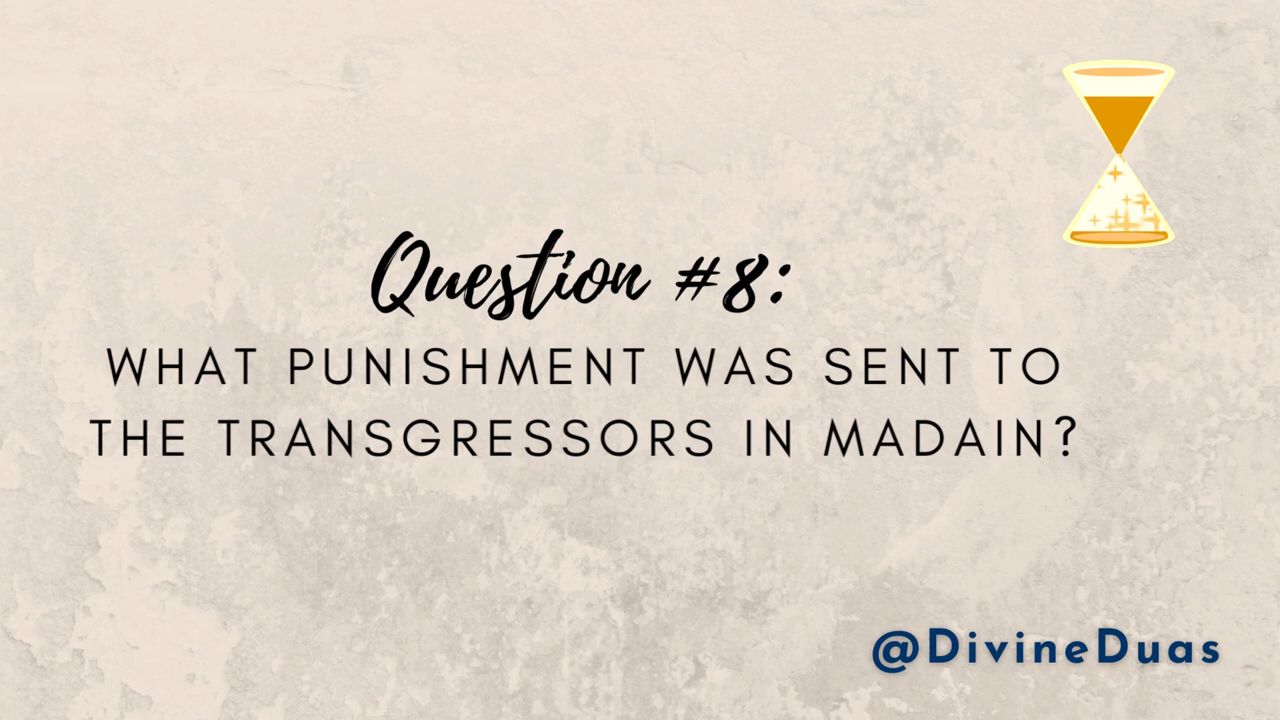 Question #8:
WHAT PUNISHMENT WAS SENT TO
THE TRANSGRESSORS IN MADAIN?
@DivineDuas